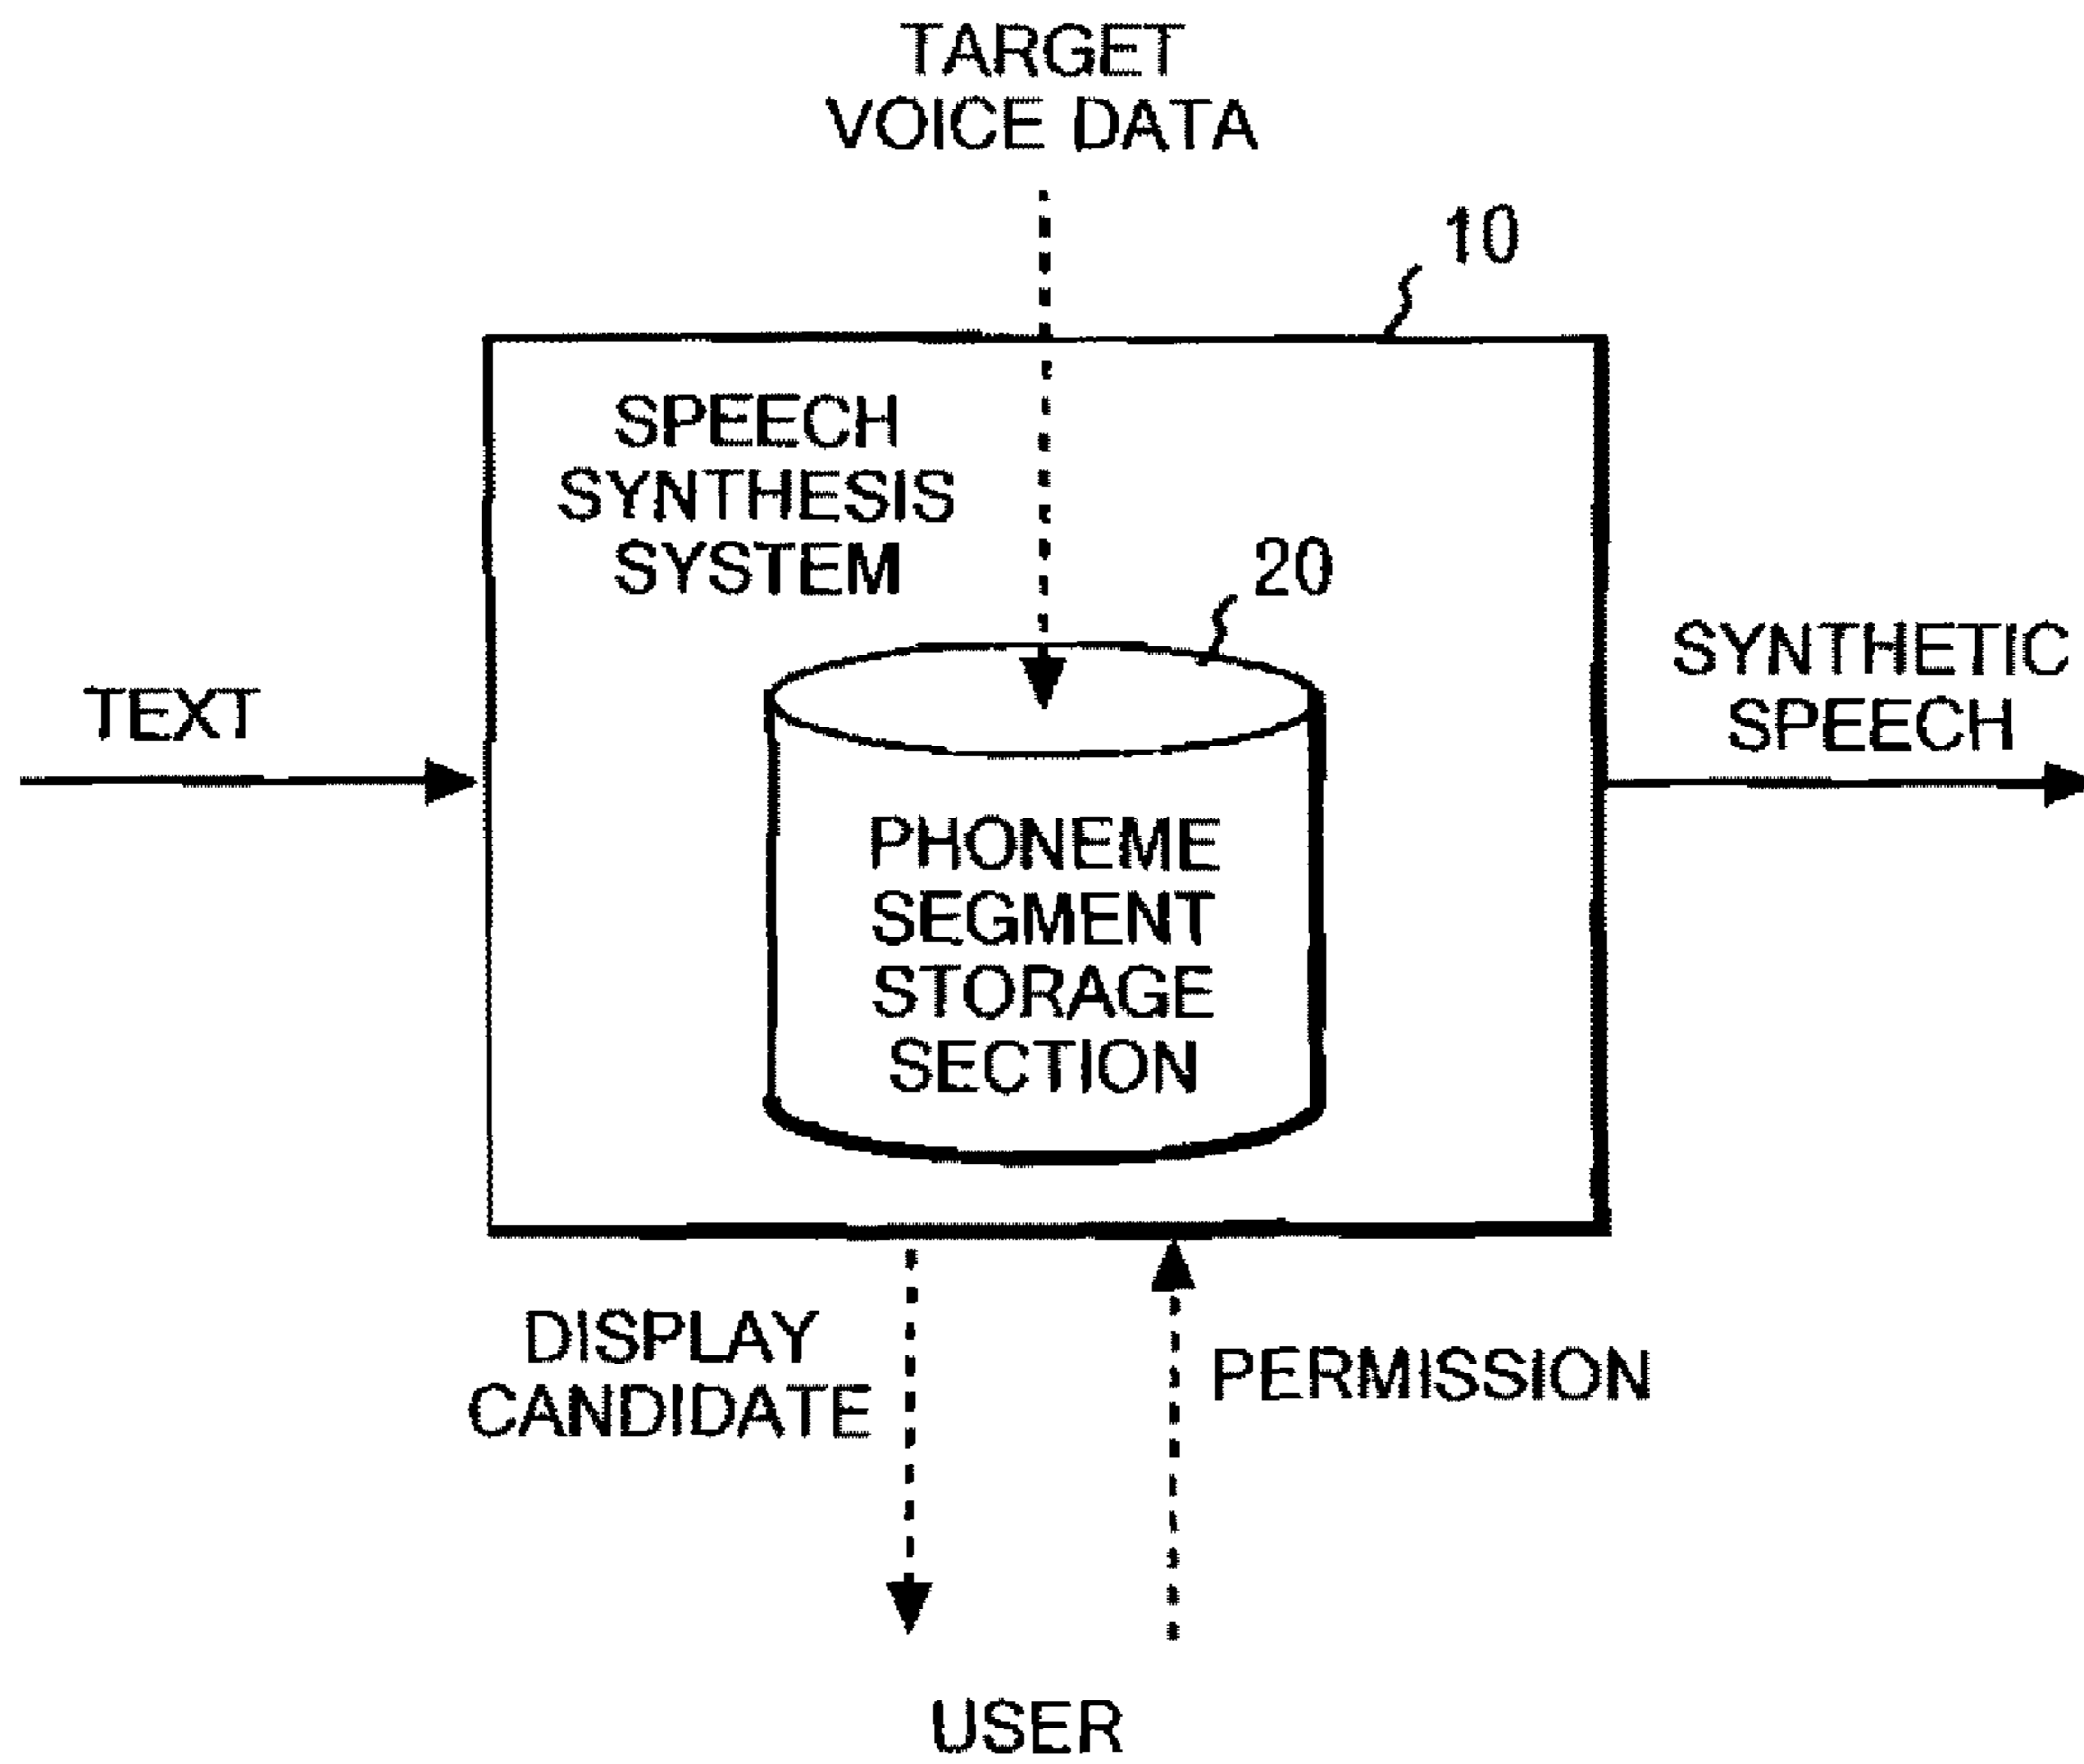 TARGET
VOICE DATA
10
SPEECH
SYNTHESIS
SYSTEM
20
TEXT
SYNTHETIC
SPEECH
PHONEME
SEGMENT
STORAGE
SECTION
DISPLAY
CANDIDATE
PERMISSION
USER